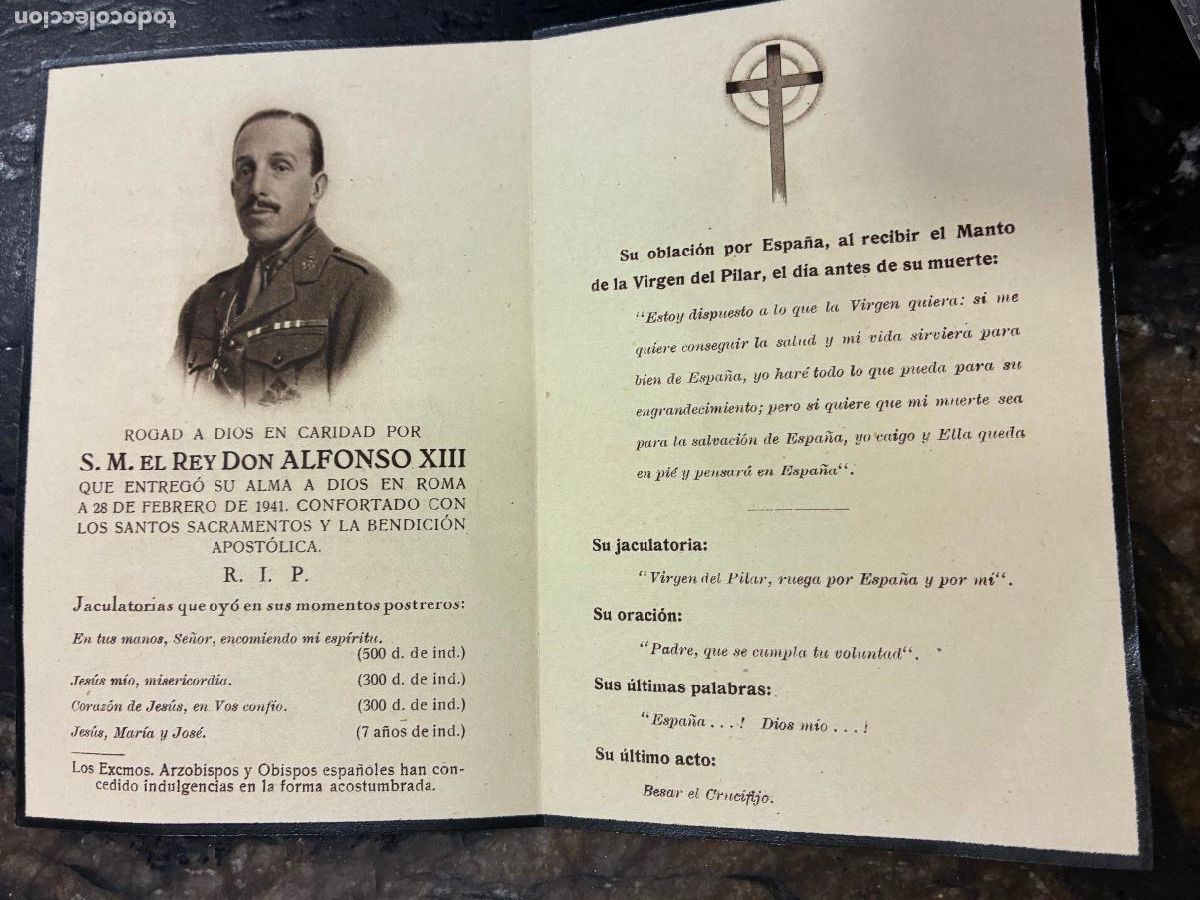 todocoleccion
ROGAD A DIOS EN CARIDAD POR
S. M. EL REY DON ALFONSO XIII
QUE ENTREGÓ SU ALMA A DIOS EN ROMA
A 28 DE FEBRERO DE 1941. CONFORTADO CON
LOS SANTOS SACRAMENTOS Y LA BENDICIÓN
APOSTÓLICA.
R. I. P.
Jaculatorias que oyó en sus momentos postreros:
En tus manos, Señor, encomiendo mi espíritu.
(500 d. de ind.)
Jesús mío, misericordia. (300 d. de ind.)
Corazón de Jesús, en Vos confío. (300 d. de ind.)
Jesús, María y José. (7 años de ind.)
Los Excmos. Arzobispos y Obispos españoles han con-
cedido indulgencias en la forma acostumbrada.
Su oblación por España, al recibir el Manto
de la Virgen del Pilar, el día antes de su muerte:
"Estoy dispuesto a lo que la Virgen quiera: si me
quiere conseguir la salud y mi vida sirviera para
bien de España, yo haré todo lo que pueda para su
engrandecimiento; pero si quiere que mi muerte sea
para la salvación de España, yo caigo y Ella queda
en pié y pensará en España".
Su jaculatoria:
"Virgen del Pilar, ruega por España y por mí".
Su oración:
"Padre, que se cumpla tu voluntad".
Sus últimas palabras:
"España...! Dios mío...!
Su último acto:
Besar el Crucifijo.